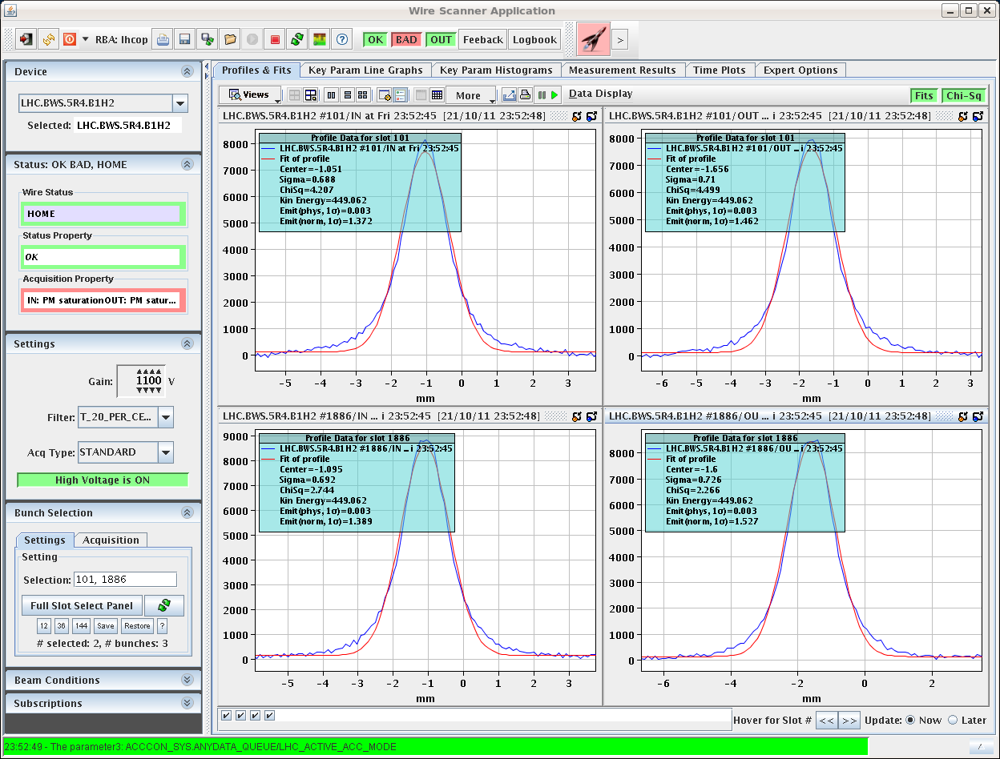 Wire Scanner Application
RBA: lhcop
OK BAD OUT Feeback Logbook >
Device
LHC.BWS.5R4.B1H2
Selected: LHC.BWS.5R4.B1H2
Status: OK BAD, HOME
Wire Status
HOME
Status Property
OK
Acquisition Property
IN: PM saturationOUT: PM satur...
Settings
Gain: 1100 V
Filter: T_20_PER_CE...
Acq Type: STANDARD
High Voltage is ON
Bunch Selection
Settings Acquisition
Setting
Selection: 101, 1886
Full Slot Select Panel
12 36 144 Save Restore ?
# selected: 2, # bunches: 3
Beam Conditions
Subscriptions
Profiles & Fits Key Param Line Graphs Key Param Histograms Measurement Results Time Plots Expert Options
Views More Data Display Fits Chi-Sq
LHC.BWS.5R4.B1H2 #101/IN at Fri 23:52:45 [21/10/11 23:52:48]
Profile Data for slot 101
LHC.BWS.5R4.B1H2 #101/IN at Fri 23:52:45
Fit of profile
Center=-1.051
Sigma=0.688
ChiSq=4.207
Kin Energy=449.062
Emit(phys, 1σ)=0.003
Emit(norm, 1σ)=1.372
8000
7000
6000
5000
4000
3000
2000
1000
0
-5 -4 -3 -2 -1 0 1 2 3
mm
LHC.BWS.5R4.B1H2 #101/OUT ... i 23:52:45 [21/10/11 23:52:48]
Profile Data for slot 101
LHC.BWS.5R4.B1H2 #101/OUT ... i 23:52:45
Fit of profile
Center=-1.656
Sigma=0.71
ChiSq=4.499
Kin Energy=449.062
Emit(phys, 1σ)=0.003
Emit(norm, 1σ)=1.462
8000
7000
6000
5000
4000
3000
2000
1000
0
-6 -5 -4 -3 -2 -1 0 1 2 3
mm
LHC.BWS.5R4.B1H2 #1886/IN ... i 23:52:45 [21/10/11 23:52:48]
Profile Data for slot 1886
LHC.BWS.5R4.B1H2 #1886/IN ... i 23:52:45
Fit of profile
Center=-1.095
Sigma=0.692
ChiSq=2.744
Kin Energy=449.062
Emit(phys, 1σ)=0.003
Emit(norm, 1σ)=1.389
9000
8000
7000
6000
5000
4000
3000
2000
1000
0
-5 -4 -3 -2 -1 0 1 2 3
mm
LHC.BWS.5R4.B1H2 #1886/OU ... i 23:52:45 [21/10/11 23:52:48]
Profile Data for slot 1886
LHC.BWS.5R4.B1H2 #1886/OU ... i 23:52:45
Fit of profile
Center=-1.6
Sigma=0.726
ChiSq=2.266
Kin Energy=449.062
Emit(phys, 1σ)=0.003
Emit(norm, 1σ)=1.527
8000
7000
6000
5000
4000
3000
2000
1000
0
-6 -4 -2 0 2
mm
Hover for Slot # << >> Update: Now Later
23:52:49 - The parameter3: ACCCON_SYS.ANYDATA_QUEUE/LHC_ACTIVE_ACC_MODE